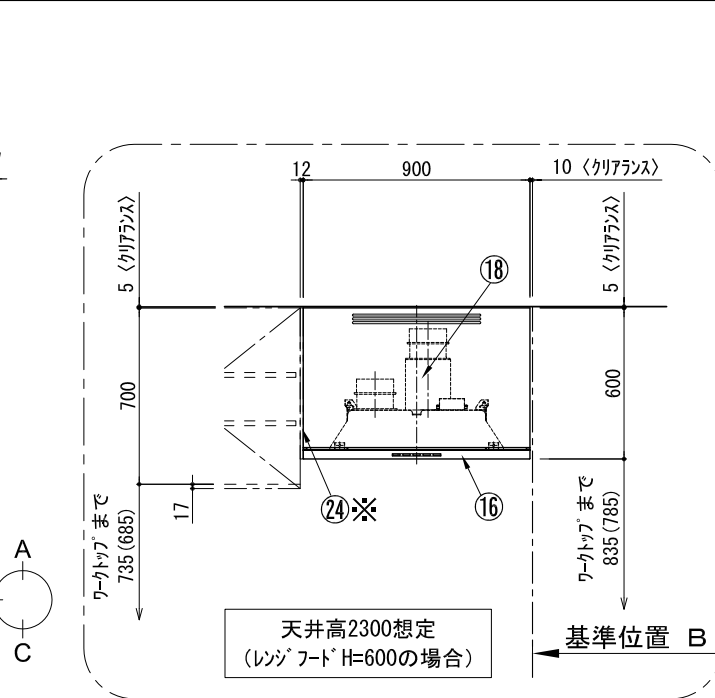 12
900
10 〈クリアランス〉
5 〈クリアランス〉
5 〈クリアランス〉
⑱
700
600
17
㉔※
⑯
ワークトップまで
735(685)
ワークトップまで
835(785)
A
C
天井高2300想定
(レンジフードH=600の場合)
基準位置 B